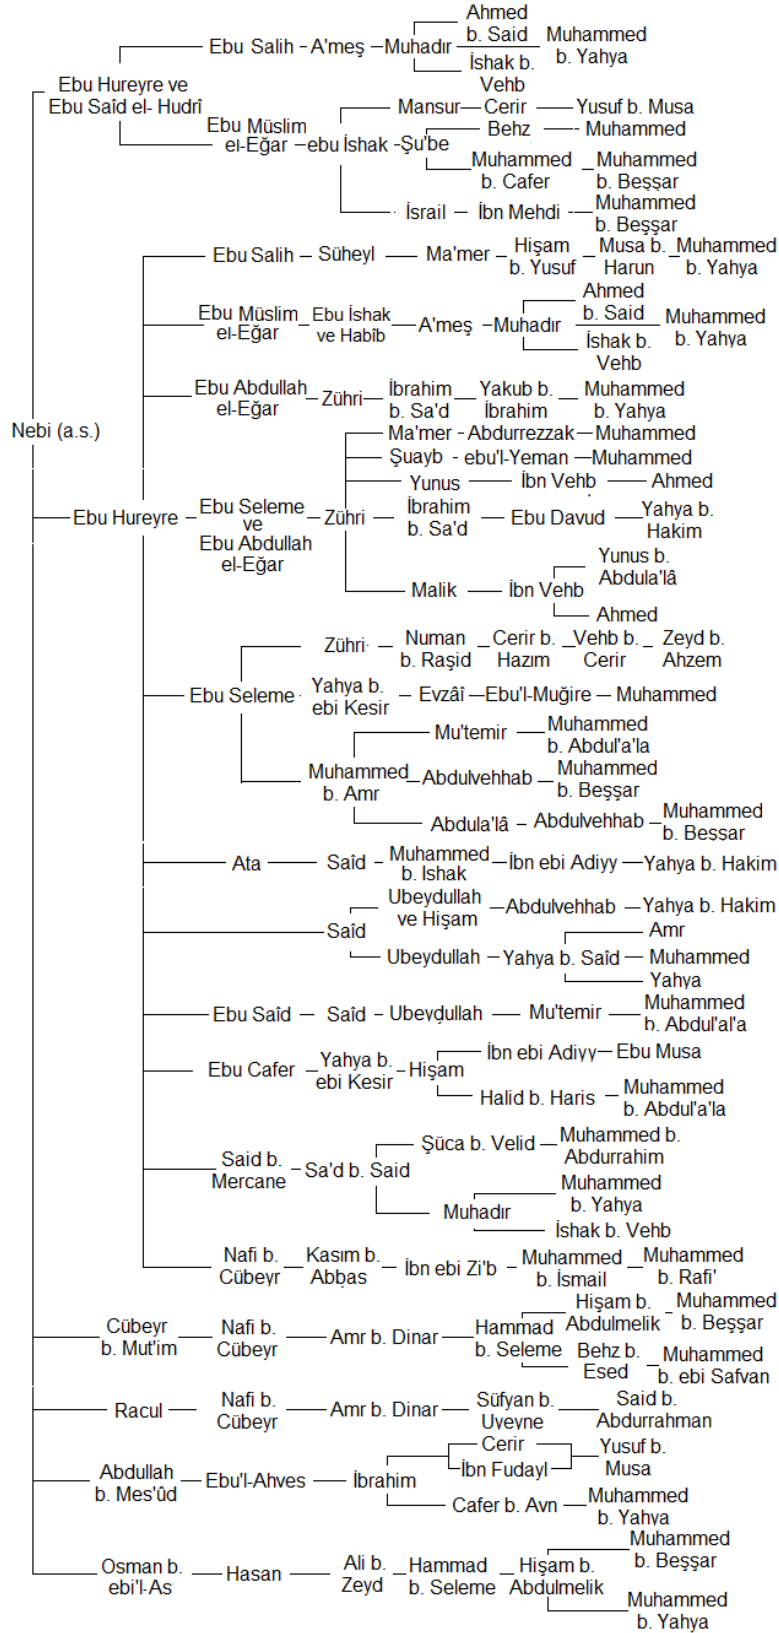 Ahmed
b. Said
Ebu Salih A'meş Muhadır Muhammed
b. Yahya
İshak b.
Vehb
Ebu Hureyre ve
Ebu Saîd el- Hudrî
Mansur Cerir Yusuf b. Musa
Ebu Müslim
el-Eğar ebu İshak Şu'be
Behz Muhammed
Muhammed
b. Cafer
Muhammed
b. Beşşar
İsrail İbn Mehdi Muhammed
b. Beşşar
Nebi (a.s.)
Ebu Hureyre
Ebu Salih Süheyl Ma'mer Hişam
b. Yusuf
Musa b.
Harun
Muhammed
b. Yahya
Ebu Müslim
el-Eğar
Ebu İshak
ve Habîb
A'meş Muhadır
Ahmed
b. Said
Muhammed
b. Yahya
İshak b.
Vehb
Ebu Abdullah
el-Eğar
Zührî
İbrahim
b. Sa'd
Yakub b.
İbrahim
Muhammed
b. Yahya
Ebu Seleme
ve
Ebu Abdullah
el-Eğar
Zührî
Ma'mer Abdurrezzak Muhammed
Şuayb ebu'l-Yeman Muhammed
Yunus İbn Vehb Ahmed
İbrahim
b. Sa'd
Ebu Davud
Yahya b.
Hakim
Malik İbn Vehb
Yunus b.
Abdula'lâ
Ahmed
Ebu Seleme
Zührî
Numan
b. Raşid
Cerir b.
Hazım
Vehb b.
Cerir
Zeyd b.
Ahzem
Yahya b.
ebi Kesir
Evzâî Ebu'l-Muğire Muhammed
Muhammed
b. Amr
Mu'temir
Muhammed
b. Abdul'a'la
Abdulvehhab
Muhammed
b. Beşşar
Abdula'lâ Abdulvehhab
Muhammed
b. Beşşar
Ata Saîd
Muhammed
b. Ishak
İbn ebi Adiyy Yahya b. Hakim
Saîd
Ubeydullah
ve Hişam
Abdulvehhab Yahya b. Hakim
Ubeydullah Yahya b. Saîd
Amr
Muhammed
Yahya
Ebu Saîd Saîd Ubeydullah Mu'temir
Muhammed
b. Abdul'al'a
Ebu Cafer
Yahya b.
ebi Kesir
Hişam
İbn ebi Adiyy Ebu Musa
Halid b. Haris
Muhammed
b. Abdul'a'la
Said b.
Mercane
Sa'd b. Said
Şüca b. Velid
Muhammed b.
Abdurrahim
Muhadır
Muhammed
b. Yahya
İshak b. Vehb
Nafi b.
Cübeyr
Kasım b.
Abbas
İbn ebi Zi'b
Muhammed
b. İsmail
Muhammed
b. Rafi'
Cübeyr
b. Mut'im
Nafi b.
Cübeyr
Amr b. Dinar
Hammad
b. Seleme
Hişam b.
Abdulmelik
Muhammed
b. Beşşar
Behz b.
Esed
Muhammed
b. ebi Safvan
Racul
Nafi b.
Cübeyr
Amr b. Dinar
Süfyan b.
Uyeyne
Said b.
Abdurrahman
Abdullah
b. Mes'ûd
Ebu'l-Ahves İbrahim
Cerir
İbn Fudayl
Yusuf b.
Musa
Cafer b. Avn
Muhammed
b. Yahya
Osman b.
ebi'l-As
Hasan
Ali b.
Zeyd
Hammad
b. Seleme
Hişam b.
Abdulmelik
Muhammed
b. Beşşar
Muhammed
b. Yahya